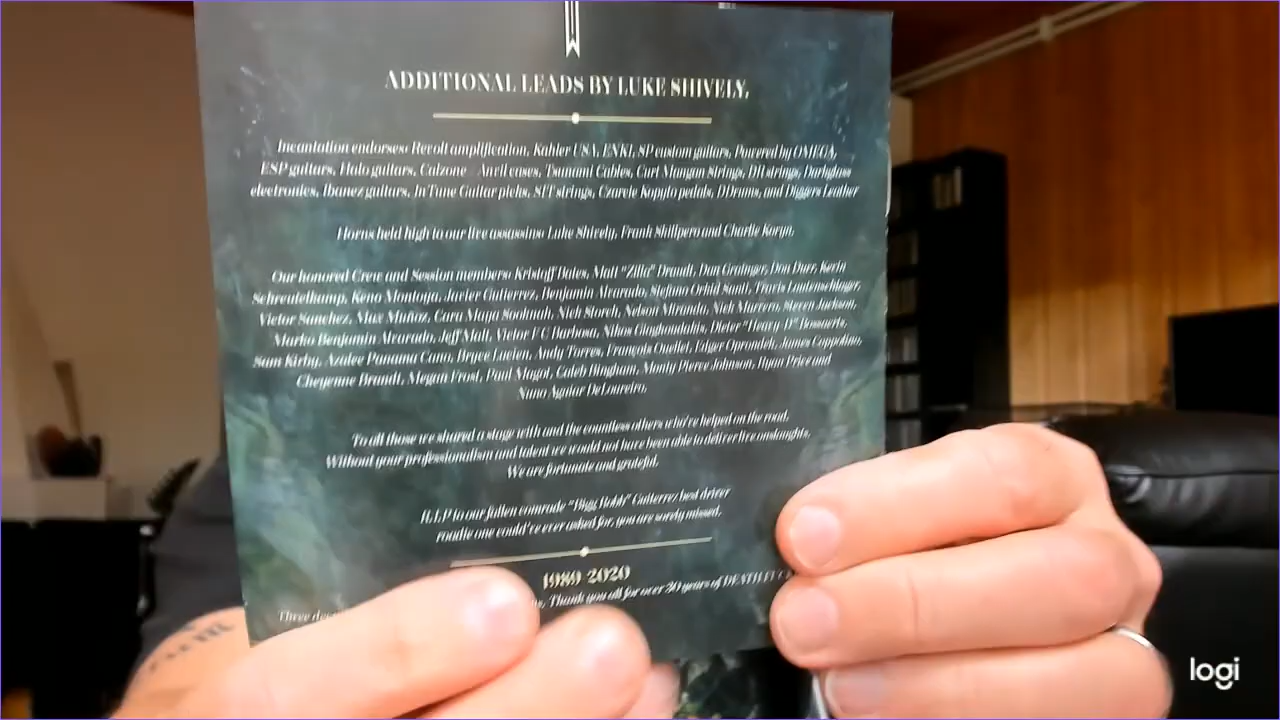 ADDITIONAL LEADS BY LUKE SHIVELY.
Incantation endorses: Revolt amplification, Kahler USA, ENKI, SP custom guitars, Powered by OMEGA,
ESP guitars, Halo guitars, Calzone Anvil cases, Tsunami Cables, Curt Mangan Strings, DR strings, Darkglass
electronics, Ibanez guitars, InTune Guitar picks, SIT strings, Czarcie Kopyto pedals, DDrums, and Diggers Leather
Horns held high to our live assassins: Luke Shively, Frank Shilipero and Charlie Koryn.
Our honored Crew and Session members: Kristoff Bates, Matt "Zilla" Brandt, Dan Grainger, Don Durr, Kevin
Schreutelkamp, Keno Montoya, Javier Gutierrez, Benjamin Alvarado, Stefano Orkid Santi, Travis Lautenschlager,
Victor Sanchez, Max Muñoz, Cara Maya Spoonah, Nick Storch, Nelson Miranda, Nick Marrero, Steven Jackson,
Marko Benjamin Alvarado, Jeff Mall, Victor F C Barbosa, Nikos Gioghondakis, Dieter "Heavy-D" Bossaerts,
Sam Kirby, Azalee Panama Cano, Bryce Lucien, Andy Torres, François Ouellet, Edger Oprondek, James Coppolino,
Cheyenne Brandt, Megan Frost, Paul Magot, Caleb Bingham, Monty Pierce Johnson, Ryan Price and
Nuno Aguiar DeLoureiro.
To all those we shared a stage with and the countless others who've helped on the road.
Without your professionalism and talent we would not have been able to deliver live onslaughts.
We are fortunate and grateful.
R.I.P to our fallen comrade "Bigg Robb" Gutierrez best driver
roadie one could've ever asked for, you are sorely missed.
1989-2020
Three Thank you all for over 30 years of DEATH
logi